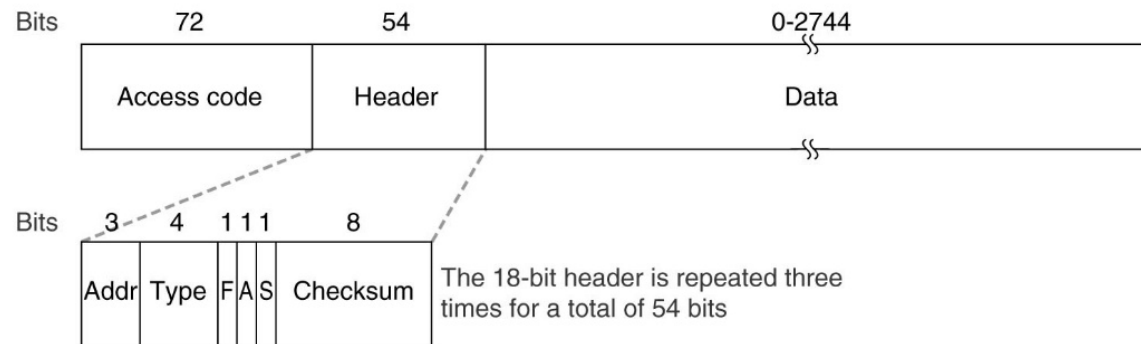 Bits 72 54 0-2744
Access code Header Data
Bits 3 4 1 1 1 8
Addr Type F A S Checksum
The 18-bit header is repeated three
times for a total of 54 bits